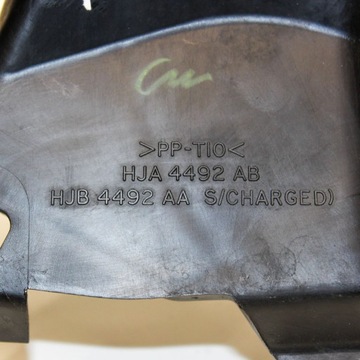 >PP-T10<
HJA 4492 AB
HJB 4492 AA S/CHARGED)